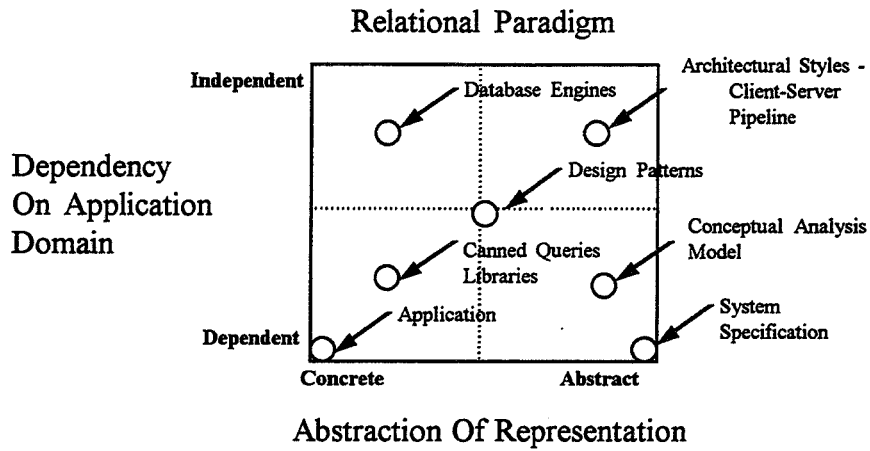 Relational Paradigm
Independent
Database Engines
Architectural Styles -
Client-Server
Pipeline
Dependency
On Application
Domain
Design Patterns
Canned Queries
Libraries
Conceptual Analysis
Model
Application
System
Specification
Dependent
Concrete
Abstract
Abstraction Of Representation